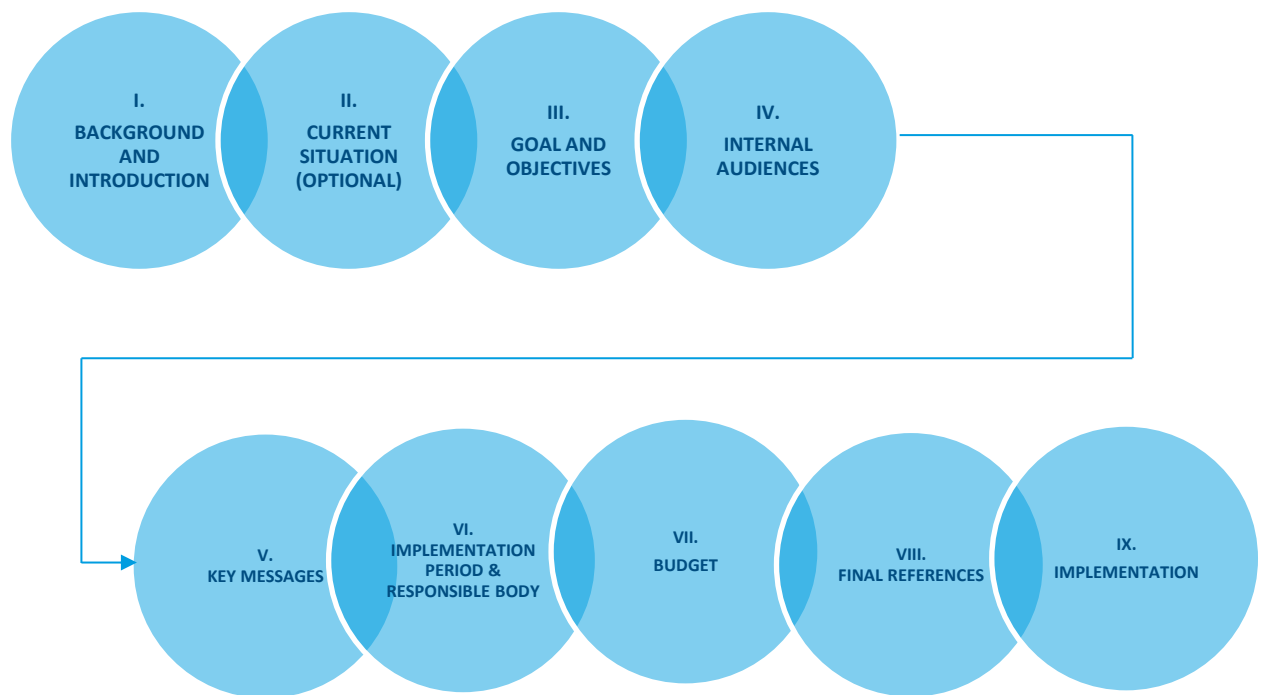 I.
BACKGROUND
AND
INTRODUCTION
II.
CURRENT
SITUATION
(OPTIONAL)
III.
GOAL AND
OBJECTIVES
IV.
INTERNAL
AUDIENCES
V.
KEY MESSAGES
VI.
IMPLEMENTATION
PERIOD &
RESPONSIBLE BODY
VII.
BUDGET
VIII.
FINAL REFERENCES
IX.
IMPLEMENTATION